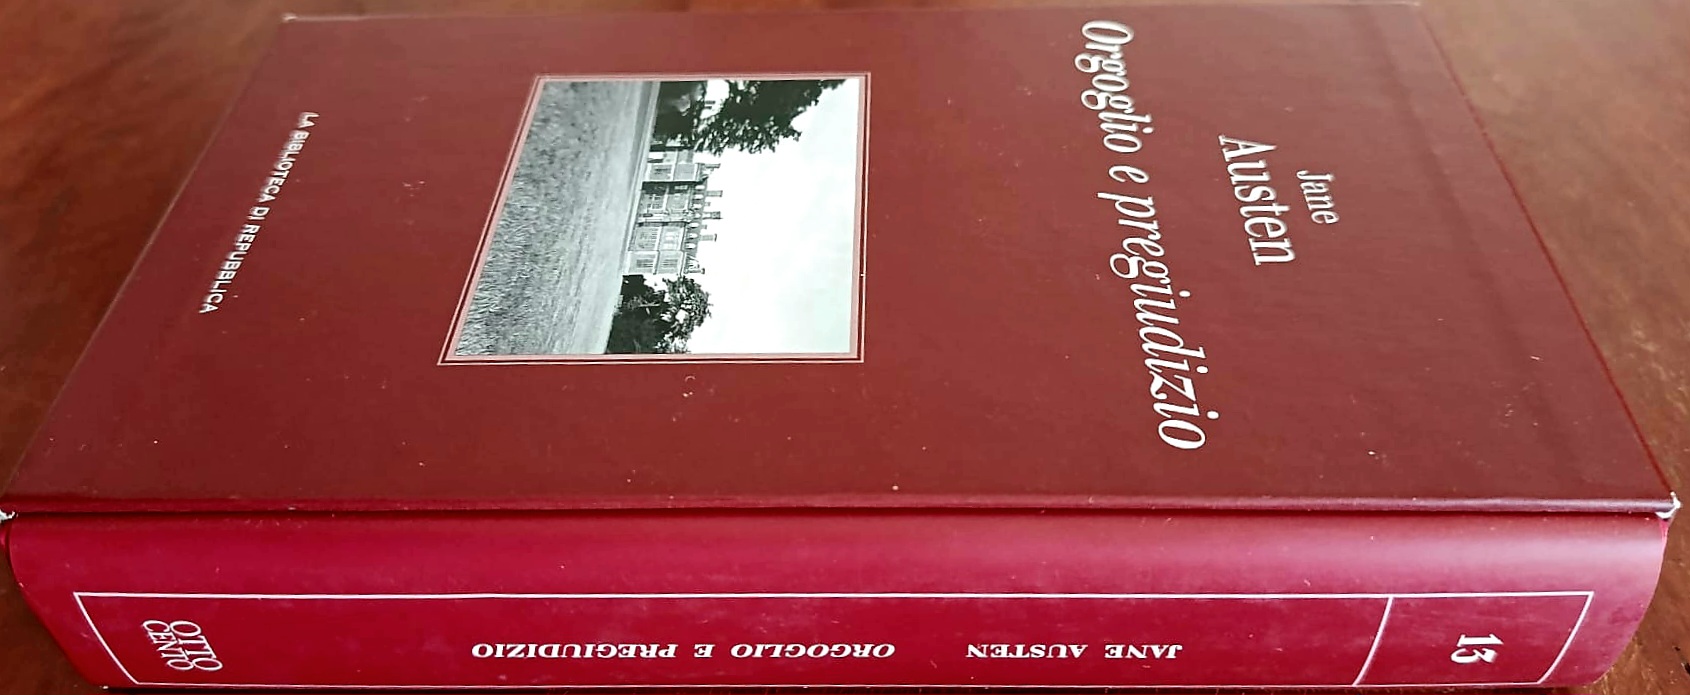 Jane
Austen
Orgoglio e pregiudizio
LA BIBLIOTECA DI REPUBBLICA
13
JANE AUSTEN ORGOGLIO E PREGIUDIZIO
OTTO
CENTO